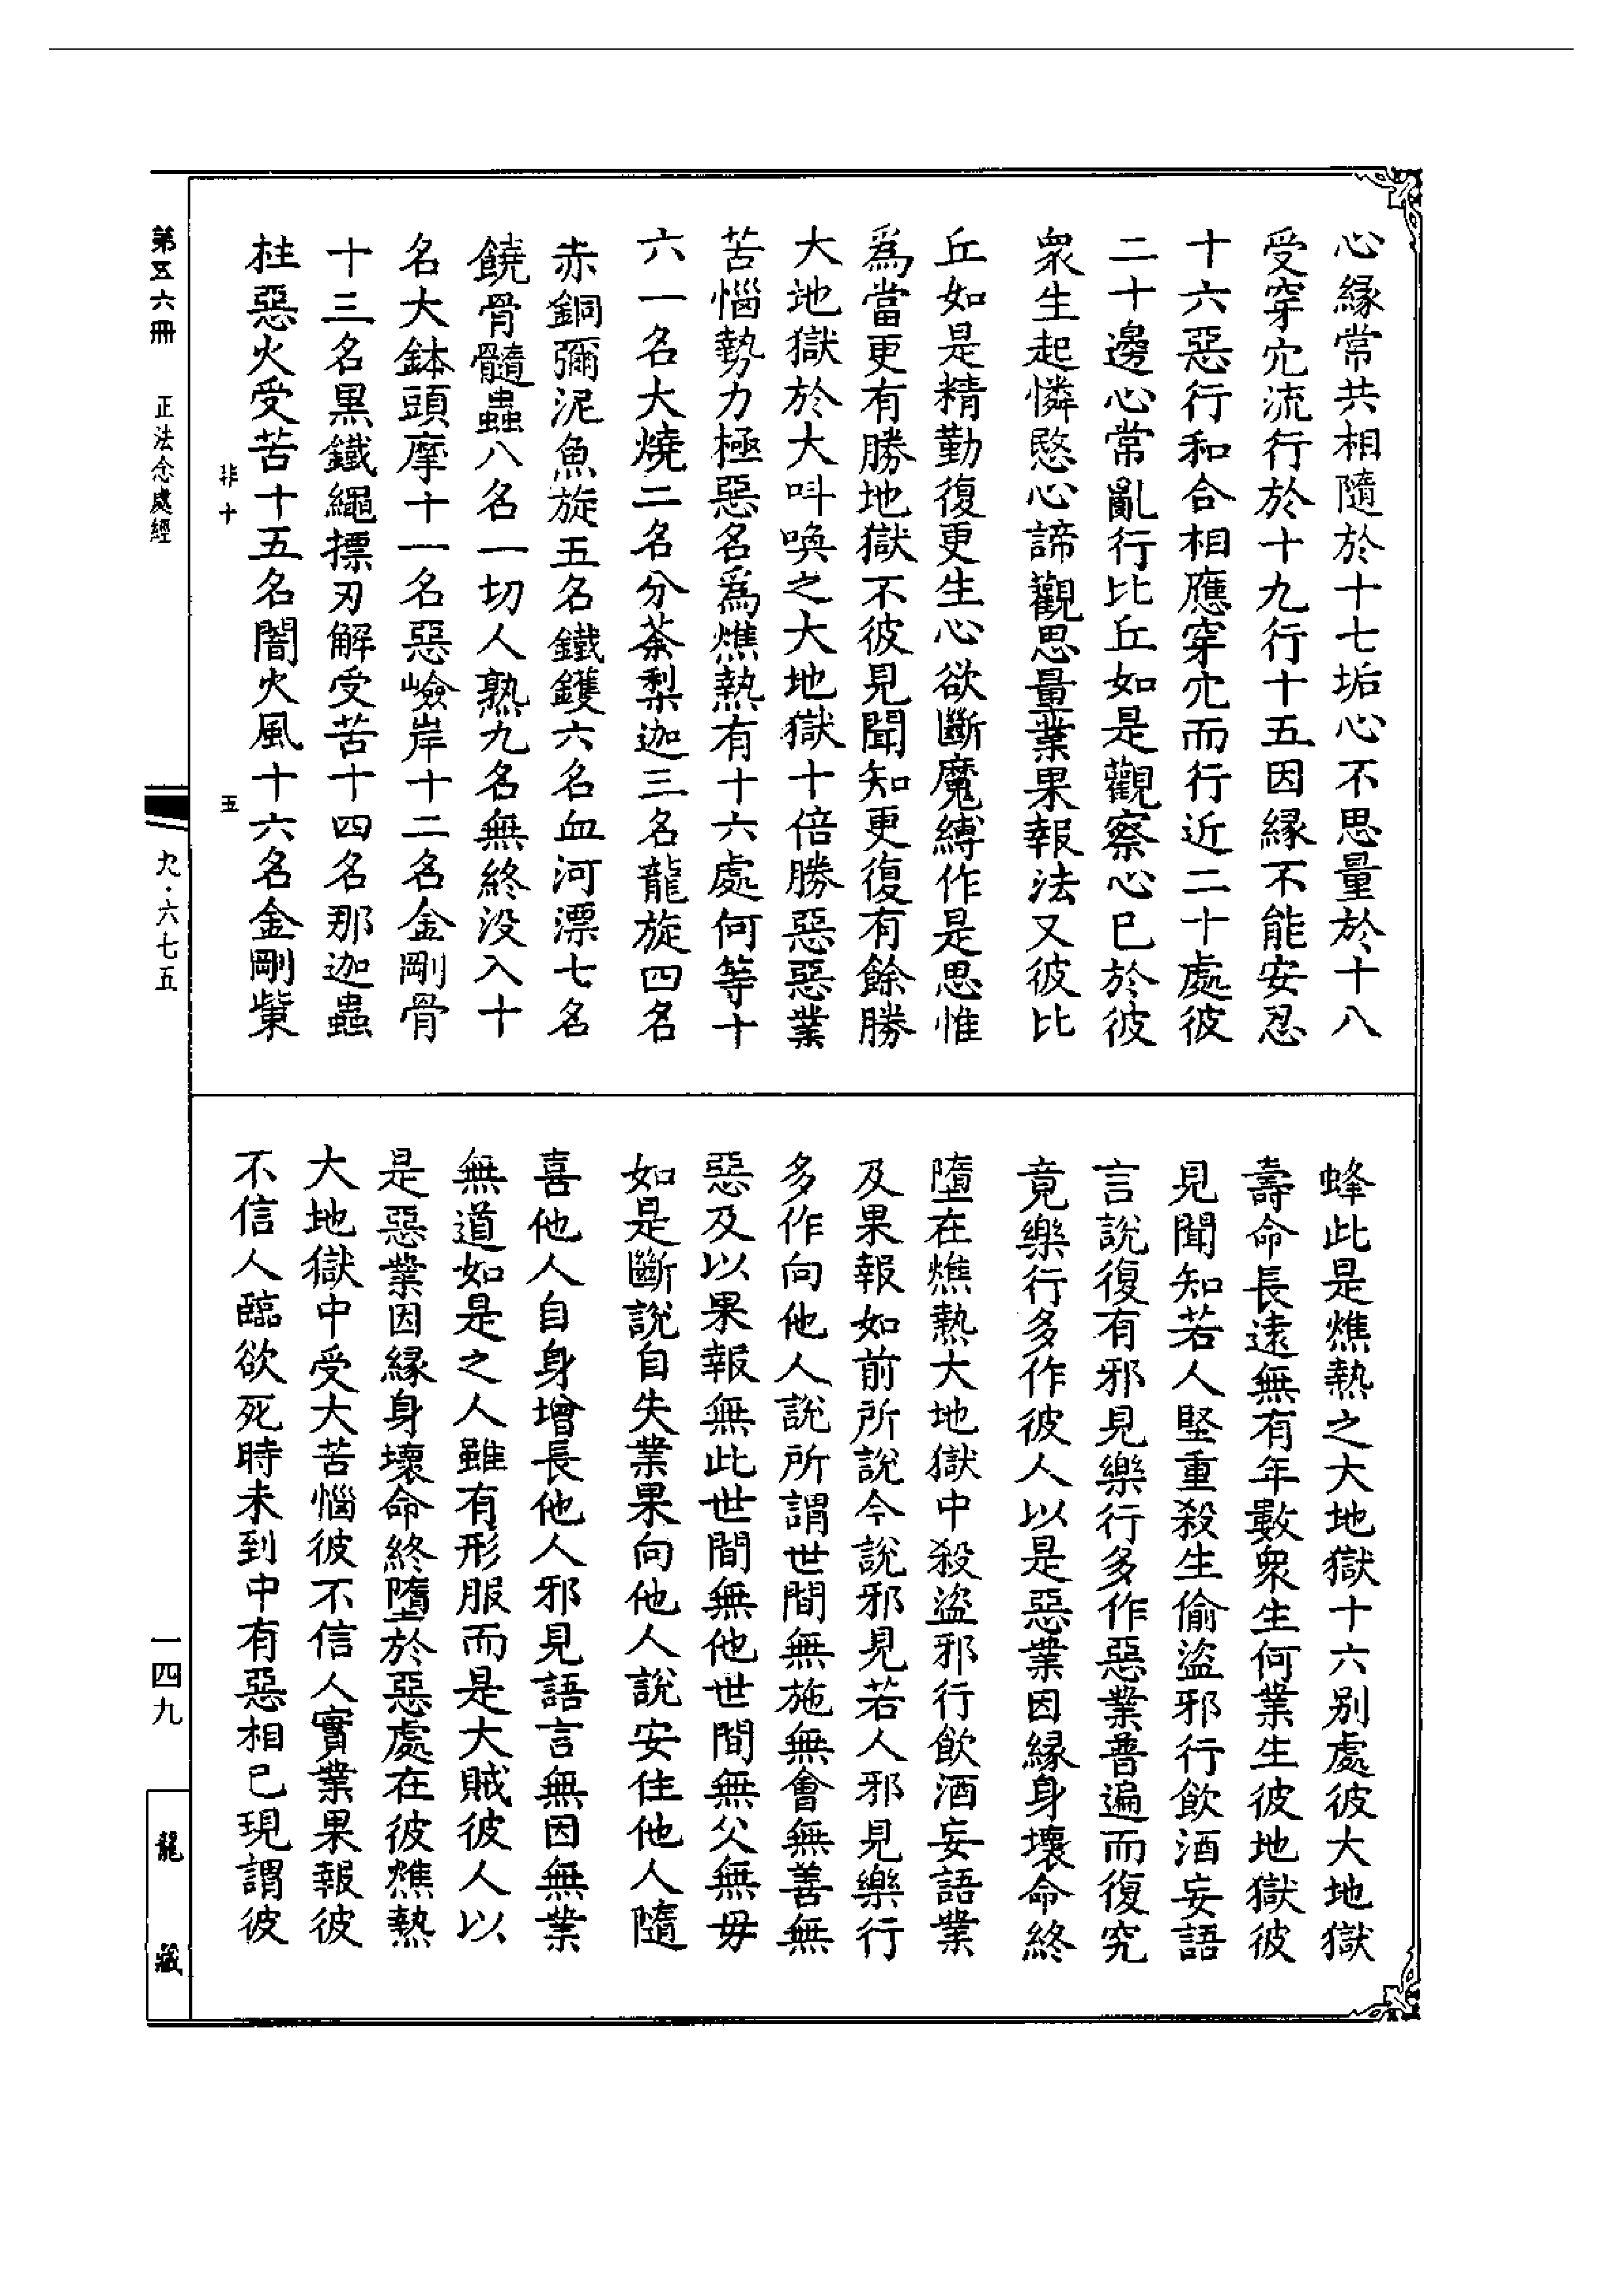 心緣常共相隨於十七垢心不思量於十八
受穿穴流行於十九行十五因緣不能安忍
十六惡行和合相應穿穴而行近二十處彼
二十邊心常亂行比丘如是觀察心已於彼
衆生起憐愍心諦觀思量業果報法又彼比
丘如是精勤復更生心欲斷魔縛作是思惟
爲當更有勝地獄不彼見聞知更復有餘勝
大地獄於大呌喚之大地獄十倍勝惡惡業
苦惱勢力極惡名爲燋熱有十六處何等十
六一名大燒二名分荼梨迦三名龍旋四名
赤銅彌泥魚旋五名鐵鑊六名血河漂七名
饒骨髓蟲八名一切人熟九名無終没入十
名大鉢頭摩十一名惡嶮岸十二名金剛骨
十三名黑鐵繩摽刃解受苦十四名那迦蟲
柱惡火受苦十五名闇火風十六名金剛𭉨
蜂此是燋熱之大地獄十六別處彼大地獄
壽命長遠無有年數衆生何業生彼地獄彼
見聞知若人堅重殺生偷盜邪行飲酒妄語
言說復有邪見樂行多作惡業普遍而復究
竟樂行多作彼人以是惡業因緣身壞命終
墮在燋熱大地獄中殺盜邪行飲酒妄語業
及果報如前所說今說邪見若人邪見樂行
多作向他人說所謂世間無施無會無善無
惡及以果報無此世間無他世間無父無毋
如是斷說自失業果向他人說安住他人隨
喜他人自身增長他人邪見語言無因無業
無道如是之人雖有形服而是大賊彼人以
是惡業因緣身壞命終墮於惡處在彼燋熱
大地獄中受大苦惱彼不信人實業果報彼
不信人臨欲死時未到中有惡相已現謂彼
非十
五
第五六冊
正法念處經
九·六七五
一四九
龍藏